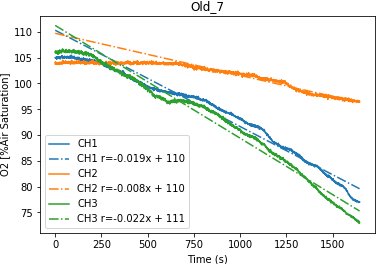 Old_7
O2 [%Air Saturation]
110
105
100
95
90
85
80
75
CH1
CH1 r=-0.019x + 110
CH2
CH2 r=-0.008x + 110
CH3
CH3 r=-0.022x + 111
0 250 500 750 1000 1250 1500
Time (s)